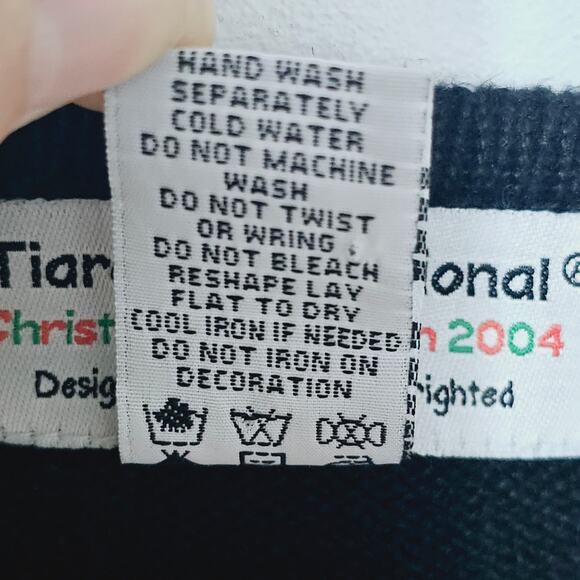 HAND WASH
SEPARATELY
COLD WATER
DO NOT MACHINE
WASH
DO NOT TWIST
OR WRING
DO NOT BLEACH
RESHAPE LAY
FLAT TO DRY
COOL IRON IF NEEDED
DO NOT IRON ON
DECORATION
Tiar onal ®
Christ n 2004
Desig righted